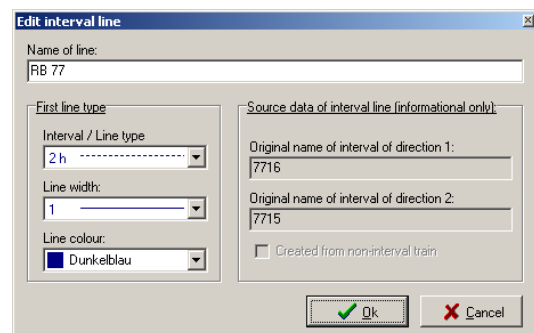 Edit interval line
Name of line:
RB 77
First line type
Interval / Line type
2 h
Line width:
1
Line colour:
Dunkelblau
Source data of interval line (informational only):
Original name of interval of direction 1:
7716
Original name of interval of direction 2:
7715
Created from non-interval train
Ok
Cancel